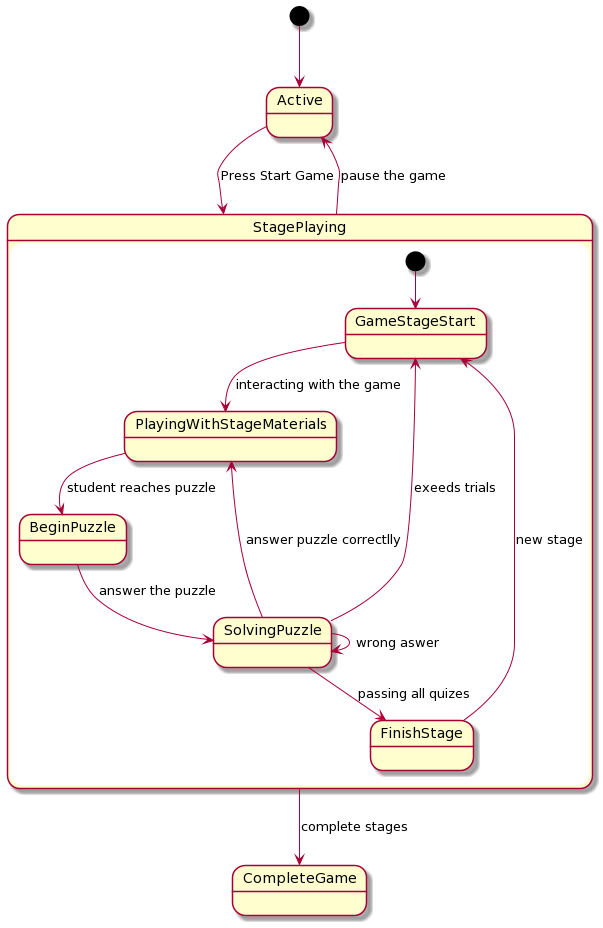 Active
Press Start Game
pause the game
StagePlaying
GameStageStart
interacting with the game
PlayingWithStageMaterials
student reaches puzzle
exeeds trials
BeginPuzzle
answer puzzle correctlly
new stage
answer the puzzle
SolvingPuzzle
wrong aswer
passing all quizes
FinishStage
complete stages
CompleteGame